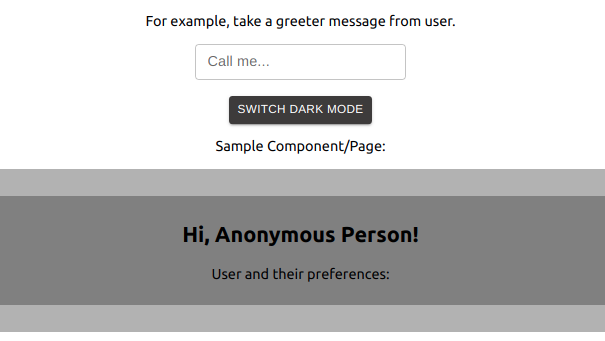 For example, take a greeter message from user.
Call me...
SWITCH DARK MODE
Sample Component/Page:
Hi, Anonymous Person!
User and their preferences: